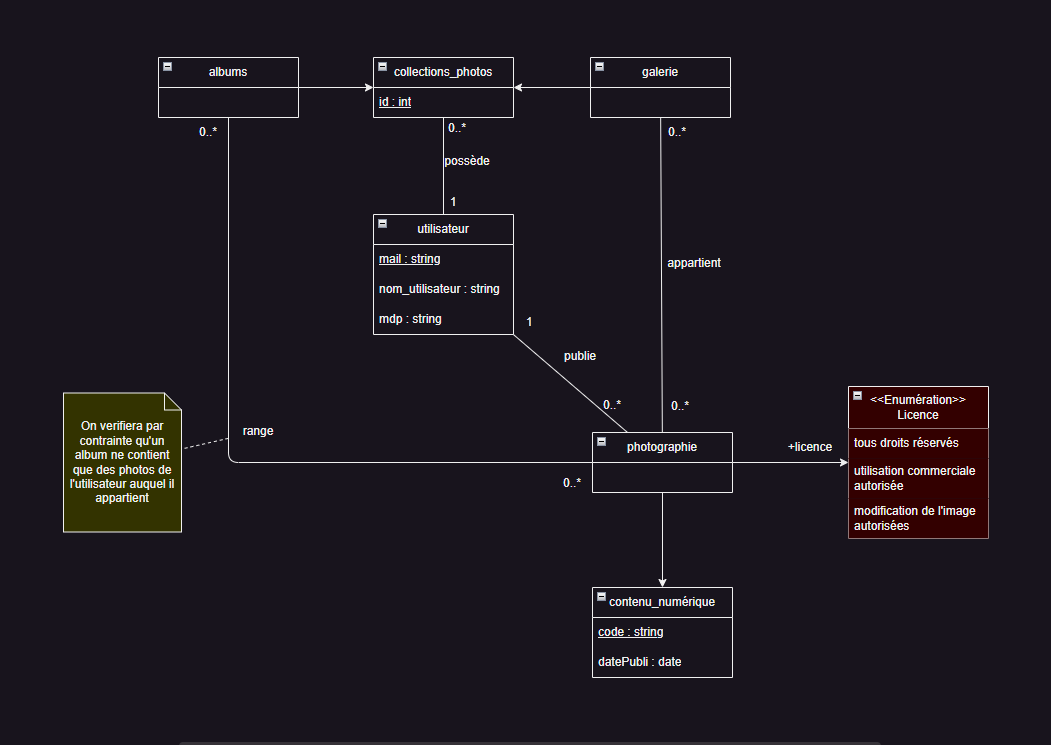 albums
collections_photos
galerie
id : int
0..*
0..*
0..*
possède
1
utilisateur
mail : string
appartient
nom_utilisateur : string
mdp : string
1
publie
0..*
0..*
<<Enumération>>
Licence
On verifiera par
contrainte qu'un
album ne contient
que des photos de
l'utilisateur auquel il
appartient
range
photographie
+licence
tous droits réservés
utilisation commerciale
autorisée
0..*
modification de l'image
autorisées
contenu_numérique
code : string
datePubli : date